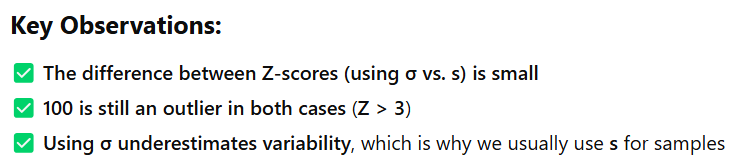 Key Observations:
✅ The difference between Z-scores (using σ vs. s) is small
✅ 100 is still an outlier in both cases (Z > 3)
✅ Using σ underestimates variability, which is why we usually use s for samples